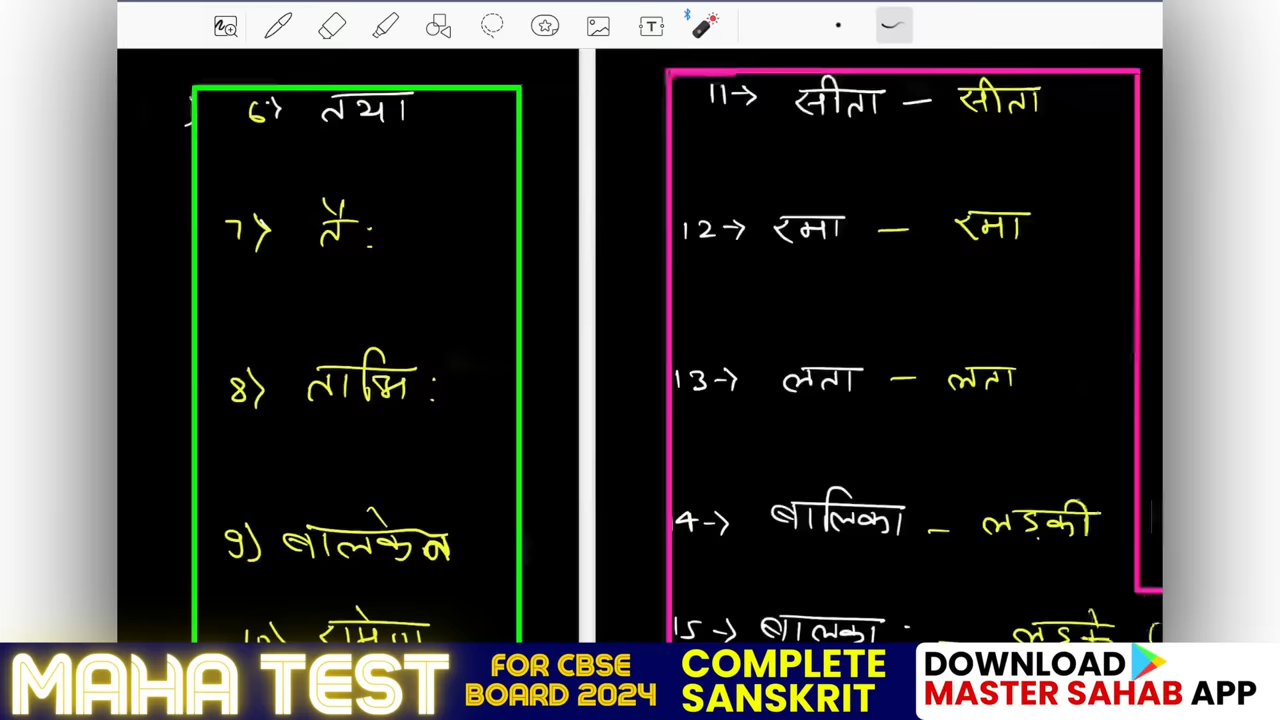 6) तया
7) तै:
8) ताभि:
9) बालकेन
11→ सीता - सीता
12→ रमा - रमा
13→ लता - लता
4→ बालिका - लड़की
15→ बालका: - लड़के
MAHA TEST
FOR CBSE
BOARD 2024
COMPLETE
SANSKRIT
DOWNLOAD
MASTER SAHAB APP